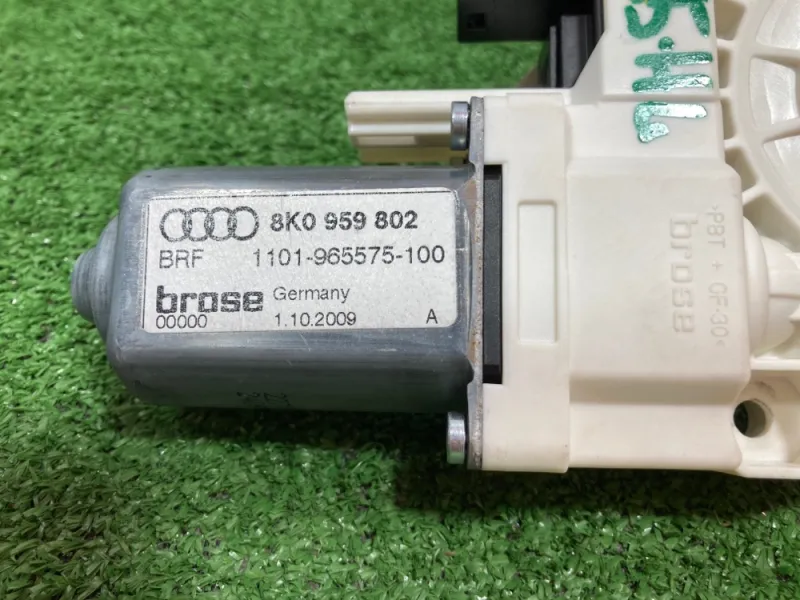 8K0 959 802
BRF 1101-965575-100
brose Germany
00000 1.10.2009 A
>PBT + GF-30<
brose